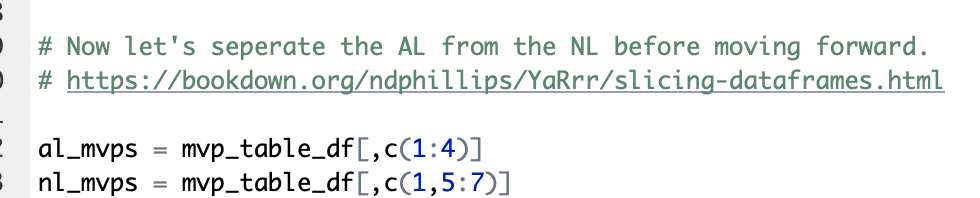 # Now let's seperate the AL from the NL before moving forward.
# https://bookdown.org/ndphillips/YaRrr/slicing-dataframes.html
al_mvps = mvp_table_df[,c(1:4)]
nl_mvps = mvp_table_df[,c(1,5:7)]